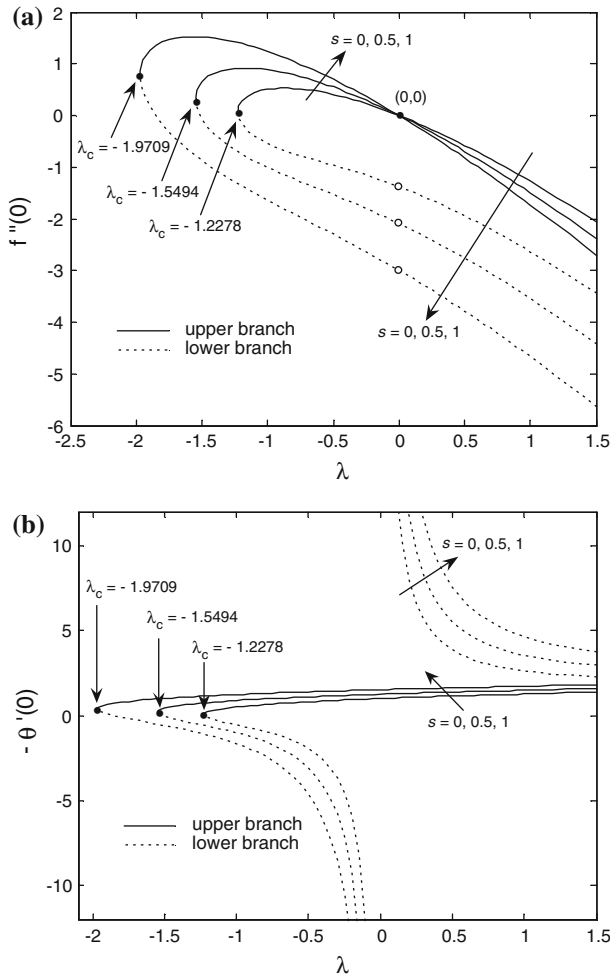 (a)
2
1
0
-1
-2
-3
-4
-5
-6
f "(0)
s = 0, 0.5, 1
(0,0)
λc = - 1.9709
λc = - 1.5494
λc = - 1.2278
s = 0, 0.5, 1
upper branch
lower branch
-2.5 -2 -1.5 -1 -0.5 0 0.5 1 1.5
λ
(b)
10
5
0
-5
-10
- θ '(0)
s = 0, 0.5, 1
λc = - 1.9709
λc = - 1.5494
λc = - 1.2278
s = 0, 0.5, 1
upper branch
lower branch
-2 -1.5 -1 -0.5 0 0.5 1 1.5
λ